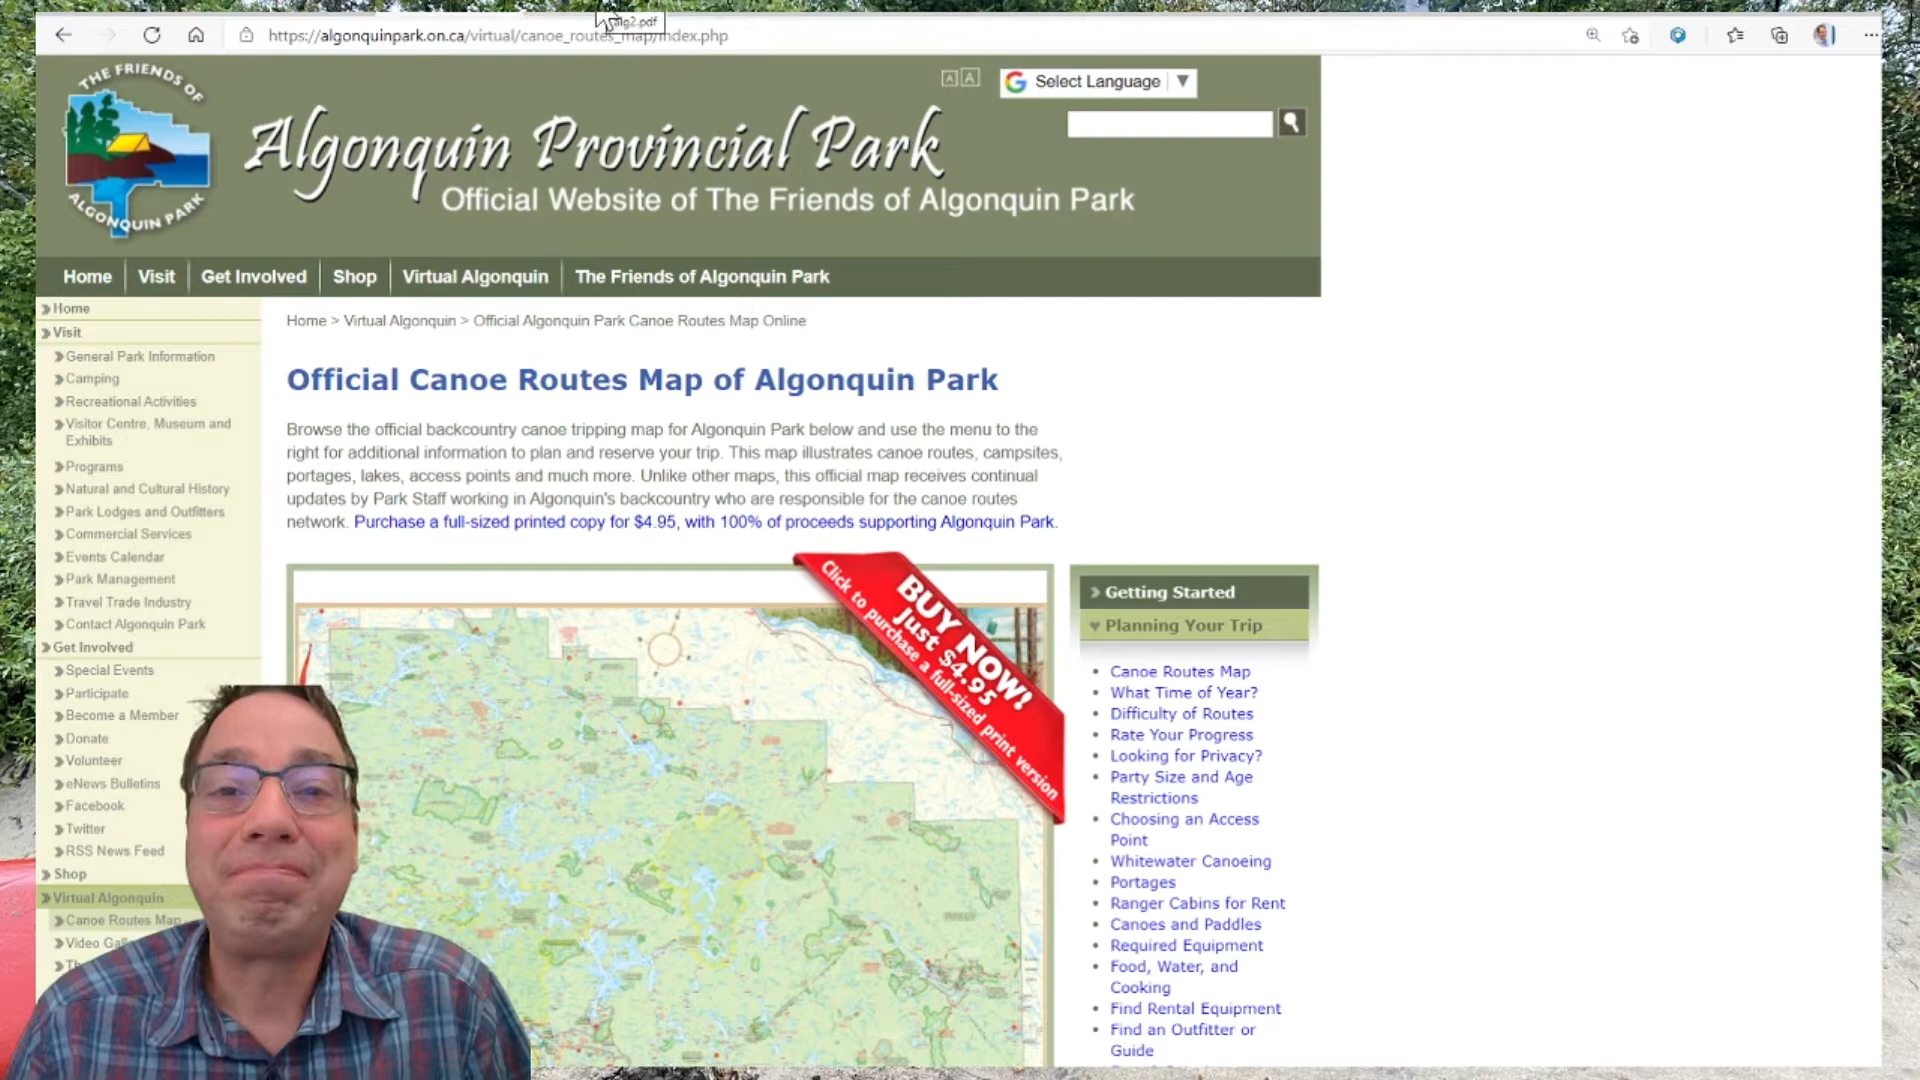 alg2.pdf
https://algonquinpark.on.ca/virtual/canoe_routes_map/index.php
THE FRIENDS OF
ALGONQUIN PARK
A A
Select Language
Algonquin Provincial Park
Official Website of The Friends of Algonquin Park
Home
Visit
Get Involved
Shop
Virtual Algonquin
The Friends of Algonquin Park
Home
Visit
General Park Information
Camping
Recreational Activities
Visitor Centre, Museum and
Exhibits
Programs
Natural and Cultural History
Park Lodges and Outfitters
Commercial Services
Events Calendar
Park Management
Travel Trade Industry
Contact Algonquin Park
Get Involved
Special Events
Participate
Become a Member
Donate
Volunteer
eNews Bulletins
Facebook
Twitter
RSS News Feed
Shop
Virtual Algonquin
Canoe Routes Map
Video
Home > Virtual Algonquin > Official Algonquin Park Canoe Routes Map Online
Official Canoe Routes Map of Algonquin Park
Browse the official backcountry canoe tripping map for Algonquin Park below and use the menu to the
right for additional information to plan and reserve your trip. This map illustrates canoe routes, campsites,
portages, lakes, access points and much more. Unlike other maps, this official map receives continual
updates by Park Staff working in Algonquin's backcountry who are responsible for the canoe routes
network. Purchase a full-sized printed copy for $4.95, with 100% of proceeds supporting Algonquin Park.
BUY NOW!
just $4.95
Click to purchase a full-sized print version
Getting Started
Planning Your Trip
Canoe Routes Map
What Time of Year?
Difficulty of Routes
Rate Your Progress
Looking for Privacy?
Party Size and Age
Restrictions
Choosing an Access
Point
Whitewater Canoeing
Portages
Ranger Cabins for Rent
Canoes and Paddles
Required Equipment
Food, Water, and
Cooking
Find Rental Equipment
Find an Outfitter or
Guide